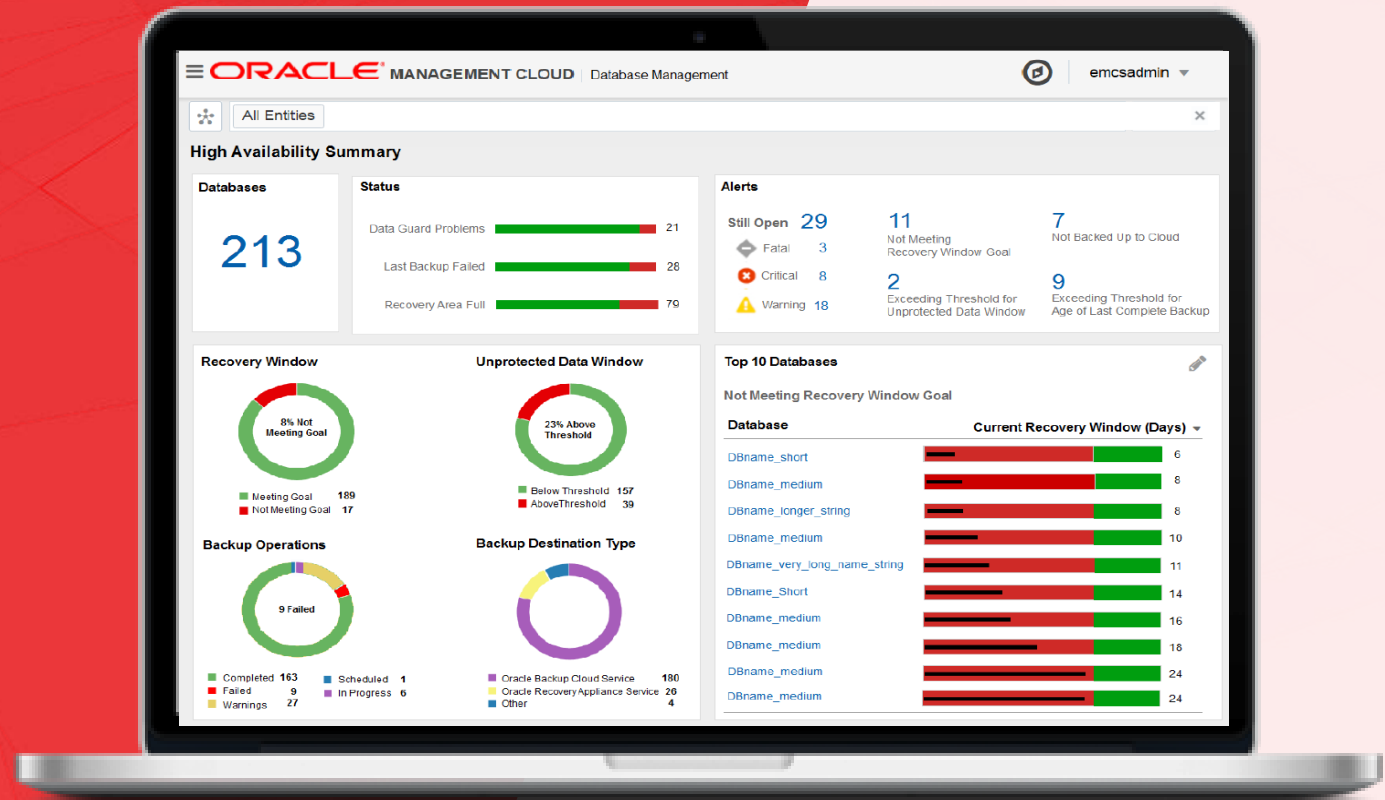 ORACLE MANAGEMENT CLOUD | Database Management
emcsadmin
All Entities
High Availability Summary
Databases
213
Status
Data Guard Problems 21
Last Backup Failed 28
Recovery Area Full 79
Alerts
Still Open 29
Fatal 3
Critical 8
Warning 18
11
Not Meeting
Recovery Window Goal
7
Not Backed Up to Cloud
2
Exceeding Threshold for
Unprotected Data Window
9
Exceeding Threshold for
Age of Last Complete Backup
Recovery Window
8% Not
Meeting Goal
Meeting Goal 189
Not Meeting Goal 17
Unprotected Data Window
23% Above
Threshold
Below Threshold 157
AboveThreshold 39
Backup Operations
9 Failed
Completed 163
Failed 9
Warnings 27
Scheduled 1
In Progress 6
Backup Destination Type
Oracle Backup Cloud Service 180
Oracle Recovery Appliance Service 26
Other 4
Top 10 Databases
Not Meeting Recovery Window Goal
Database Current Recovery Window (Days)
DBname_short 6
DBname_medium 8
DBname_longer_string 8
DBname_medium 10
DBname_very_long_name_string 11
DBname_Short 14
DBname_medium 16
DBname_medium 18
DBname_medium 24
DBname_medium 24